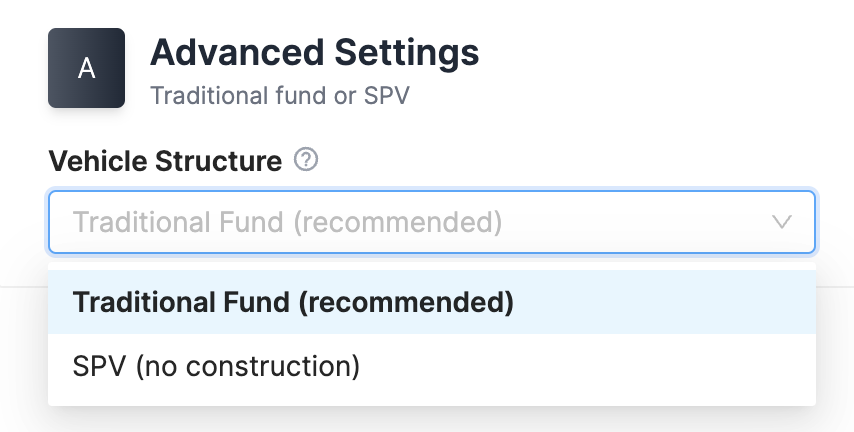 A
Advanced Settings
Traditional fund or SPV
Vehicle Structure ?
Traditional Fund (recommended)
Traditional Fund (recommended)
SPV (no construction)